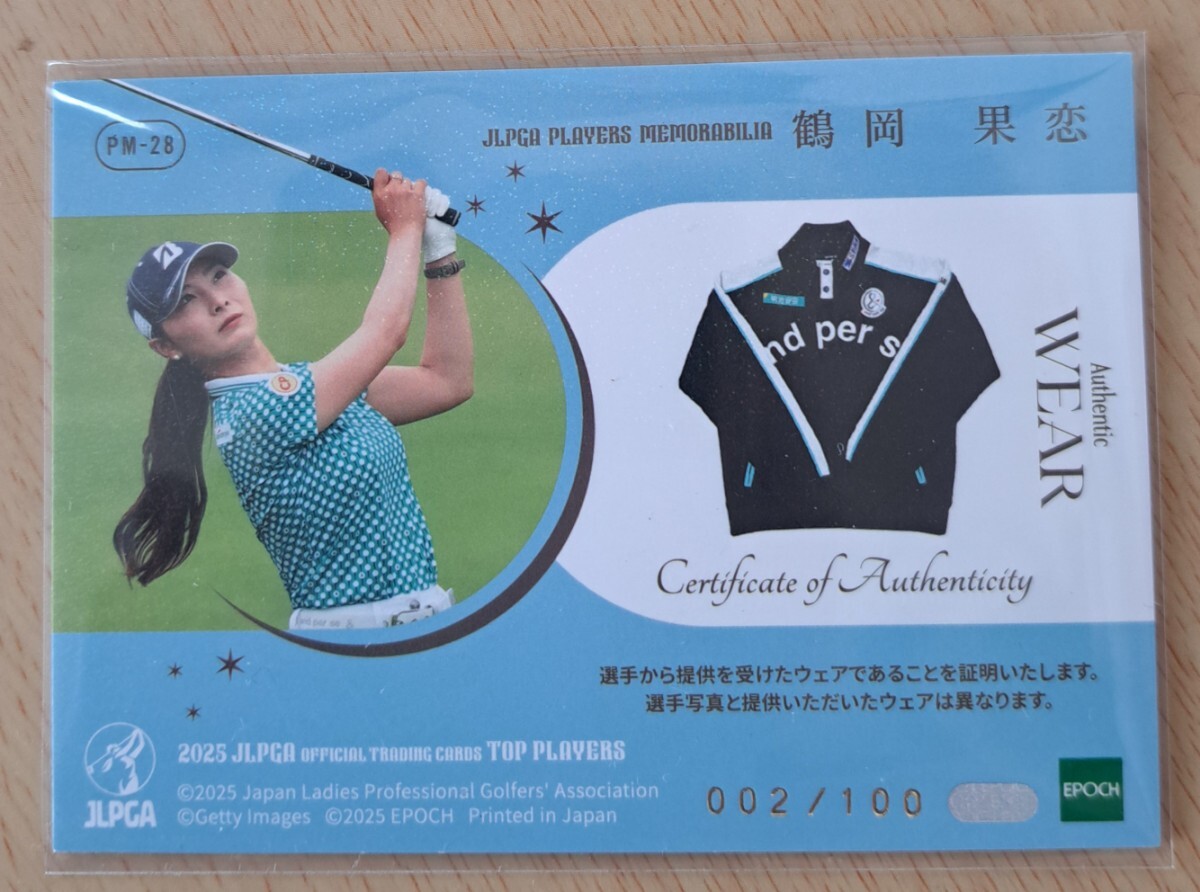 PM-28
JLPGA PLAYERS MEMORABILIA 鶴岡 果恋
nd per s
Authentic
WEAR
Certificate of Authenticity
選手から提供を受けたウェアであることを証明いたします。
選手写真と提供いただいたウェアは異なります。
2025 JLPGA OFFICIAL TRADING CARDS TOP PLAYERS
JLPGA
©2025 Japan Ladies Professional Golfers' Association
©Getty Images ©2025 EPOCH Printed in Japan
002/100
EPOCH